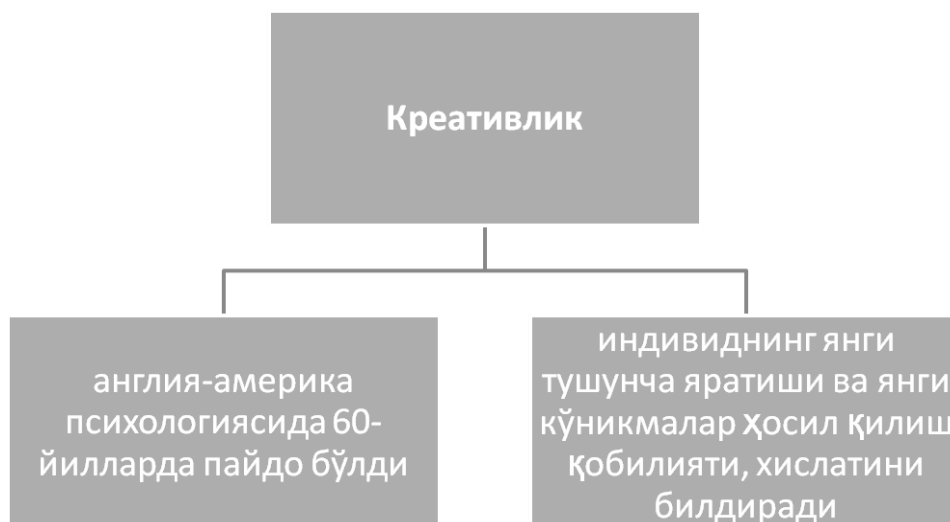 Креативлик
англия-америка
психологиясида 60-
йилларда пайдо бўлди
индивиднинг янги
тушунча яратиши ва янги
кўникмалар ҳосил қилиш
қобилияти, хислатини
билдиради